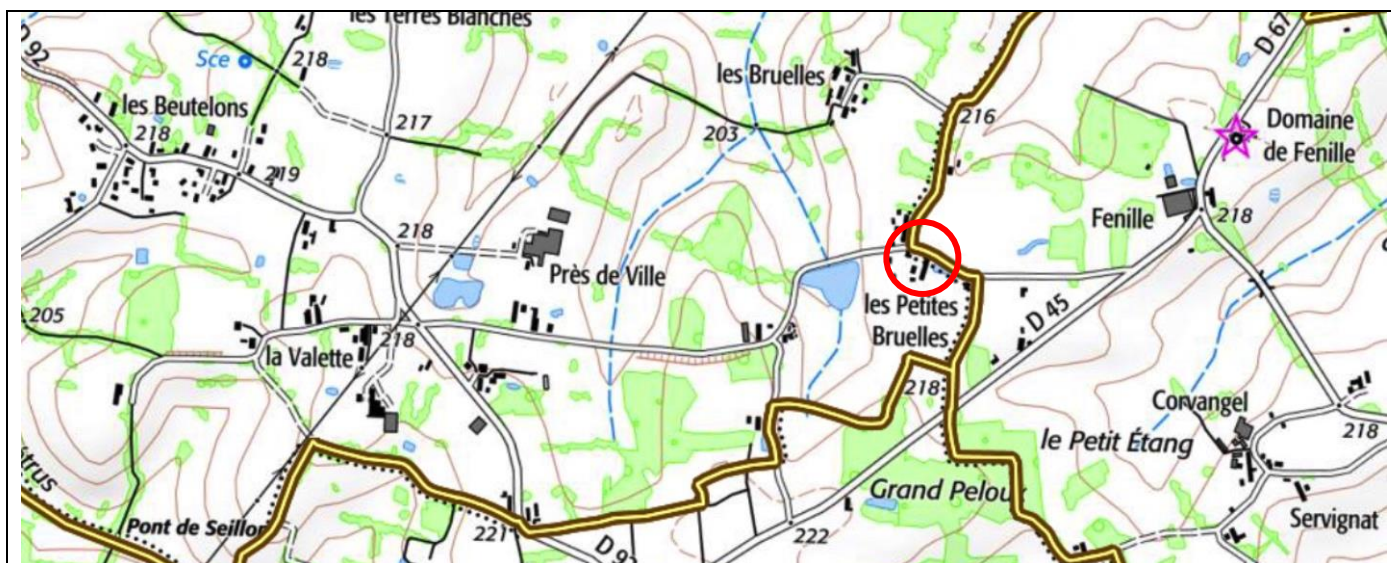 les Terres Blanches
D 92
D 67
Sce
218
les Bruelles
les Beutelons
218
217
203
216
Domaine
de Fenille
219
Fenille
218
218
Près de Ville
les Petites
Bruelles
D 45
205
la Valette
218
218
Corvangel
218
le Petit Étang
Grand Peloux
Pont de Seillon
221
222
Servignat